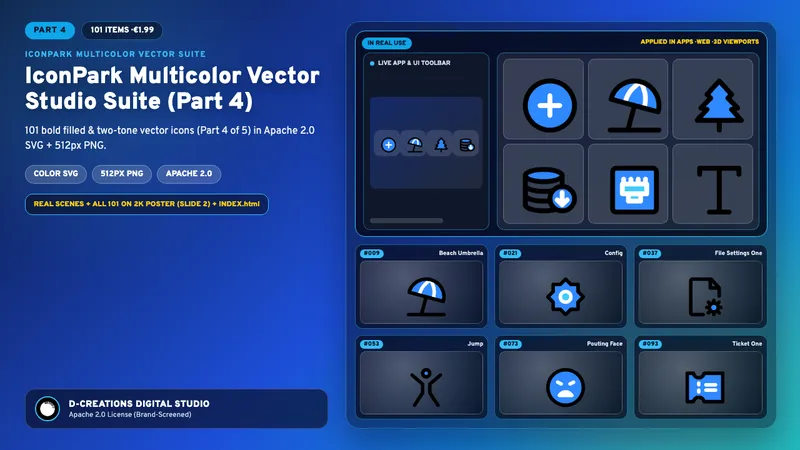 PART 4
101 ITEMS · €1.99
ICONPARK MULTICOLOR VECTOR SUITE
IconPark Multicolor Vector
Studio Suite (Part 4)
101 bold filled & two-tone vector icons (Part 4 of 5) in Apache 2.0
SVG + 512px PNG.
COLOR SVG
512PX PNG
APACHE 2.0
REAL SCENES + ALL 101 ON 2K POSTER (SLIDE 2) + INDEX.html
D-CREATIONS DIGITAL STUDIO
Apache 2.0 License (Brand-Screened)
IN REAL USE
APPLIED IN APPS · WEB · 3D VIEWPORTS
LIVE APP & UI TOOLBAR
#009
Beach Umbrella
#021
Config
#037
File Settings One
#053
Jump
#073
Pouting Face
#093
Ticket One